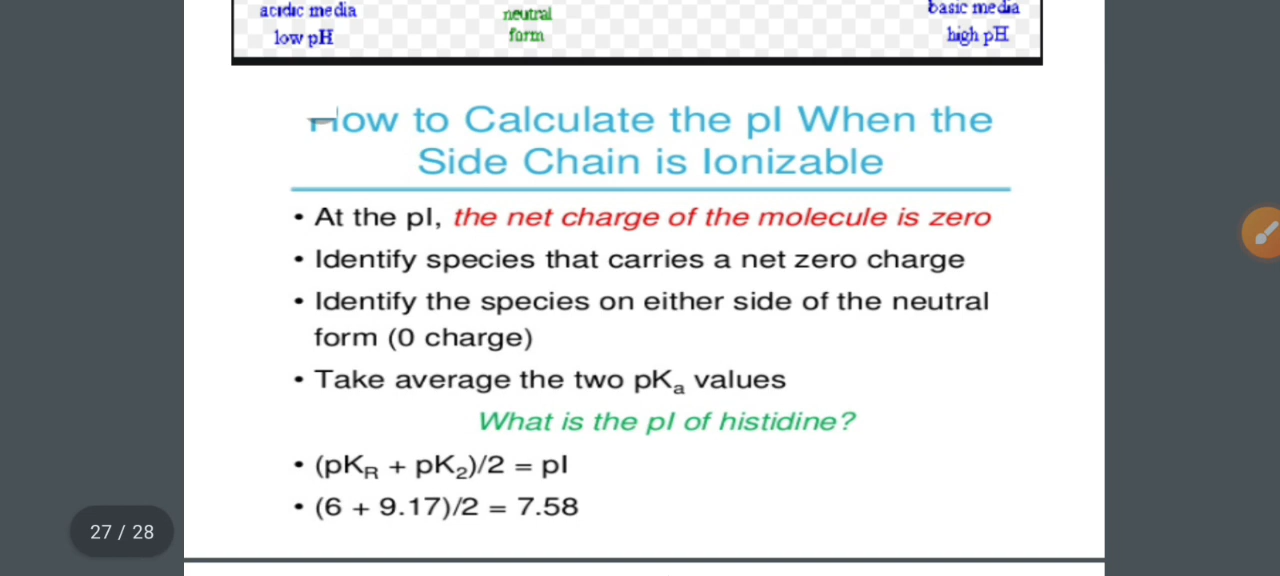 acidic media
neutral
basic media
low pH
form
high pH
How to Calculate the pI When the
Side Chain is Ionizable
• At the pI, the net charge of the molecule is zero
• Identify species that carries a net zero charge
• Identify the species on either side of the neutral
form (0 charge)
• Take average the two pKa values
What is the pI of histidine?
• (pKR + pK2)/2 = pI
• (6 + 9.17)/2 = 7.58
27 / 28